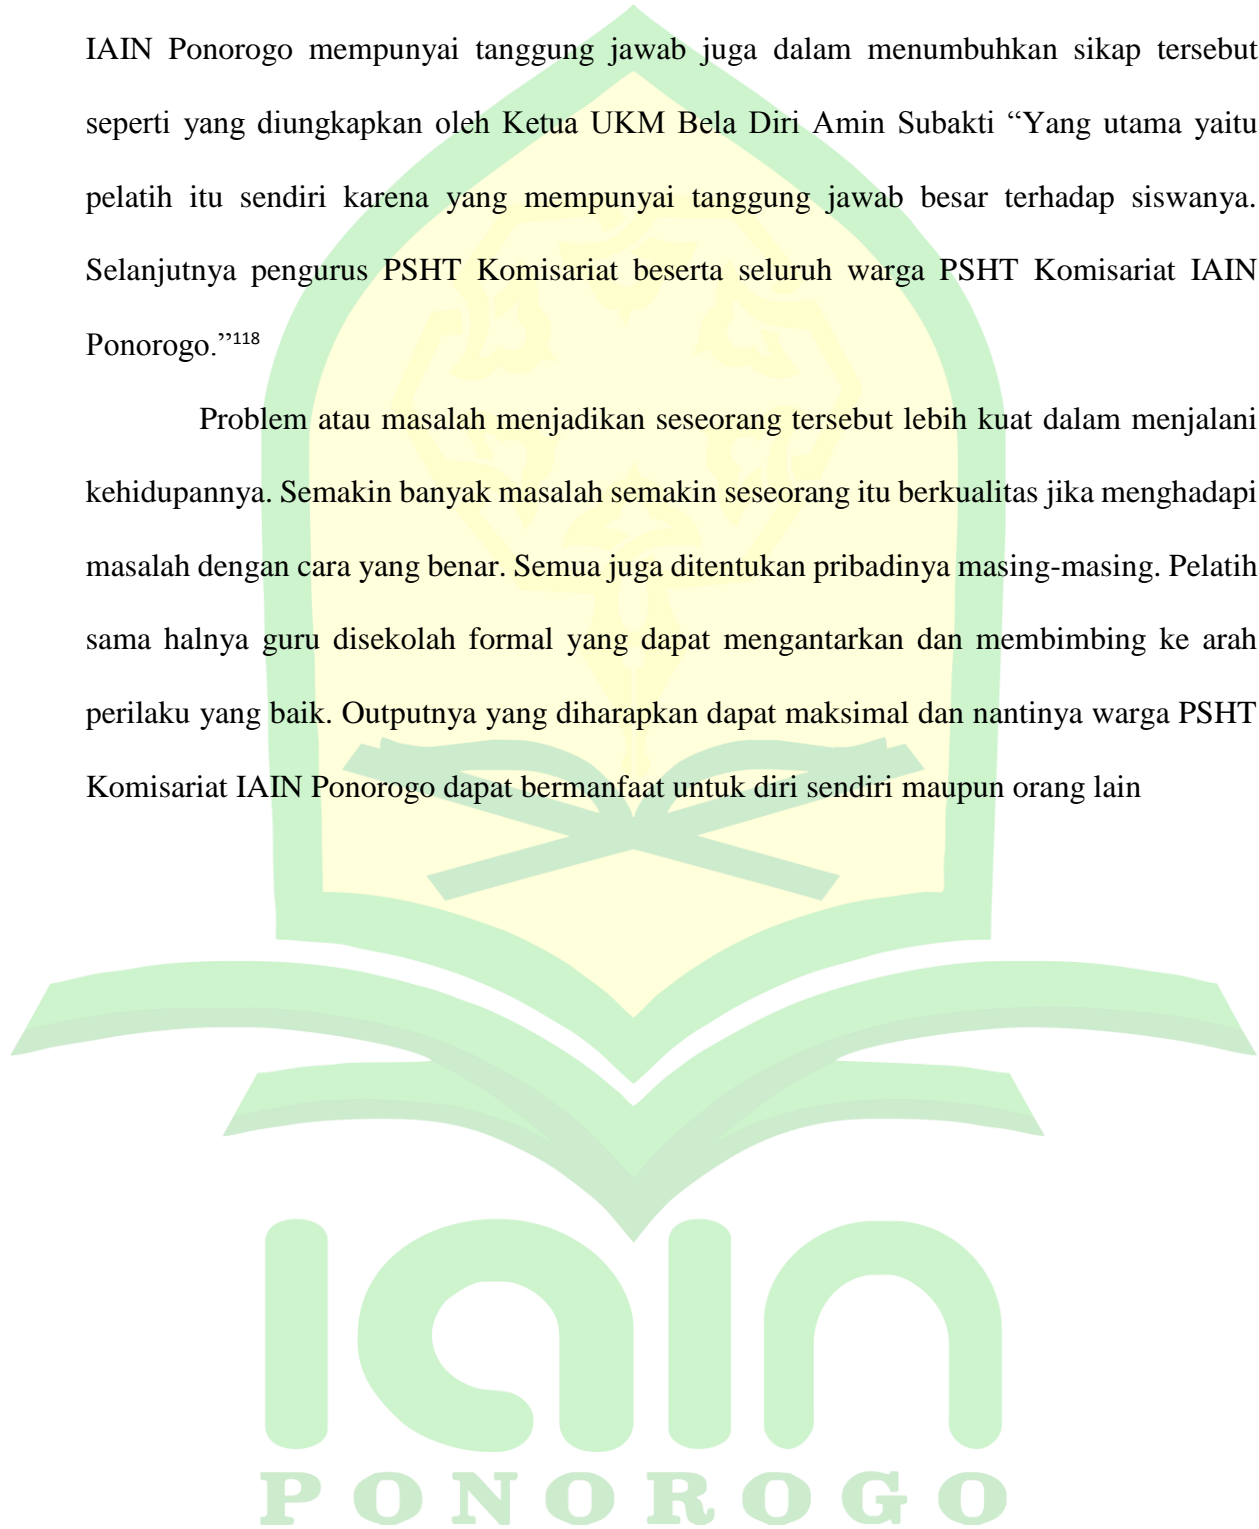 IAIN Ponorogo mempunyai tanggung jawab juga dalam menumbuhkan sikap tersebut
seperti yang diungkapkan oleh Ketua UKM Bela Diri Amin Subakti “Yang utama yaitu
pelatih itu sendiri karena yang mempunyai tanggung jawab besar terhadap siswanya.
Selanjutnya pengurus PSHT Komisariat beserta seluruh warga PSHT Komisariat IAIN
Ponorogo.”118
Problem atau masalah menjadikan seseorang tersebut lebih kuat dalam menjalani
kehidupannya. Semakin banyak masalah semakin seseorang itu berkualitas jika menghadapi
masalah dengan cara yang benar. Semua juga ditentukan pribadinya masing-masing. Pelatih
sama halnya guru disekolah formal yang dapat mengantarkan dan membimbing ke arah
perilaku yang baik. Outputnya yang diharapkan dapat maksimal dan nantinya warga PSHT
Komisariat IAIN Ponorogo dapat bermanfaat untuk diri sendiri maupun orang lain
iain
PONOROGO